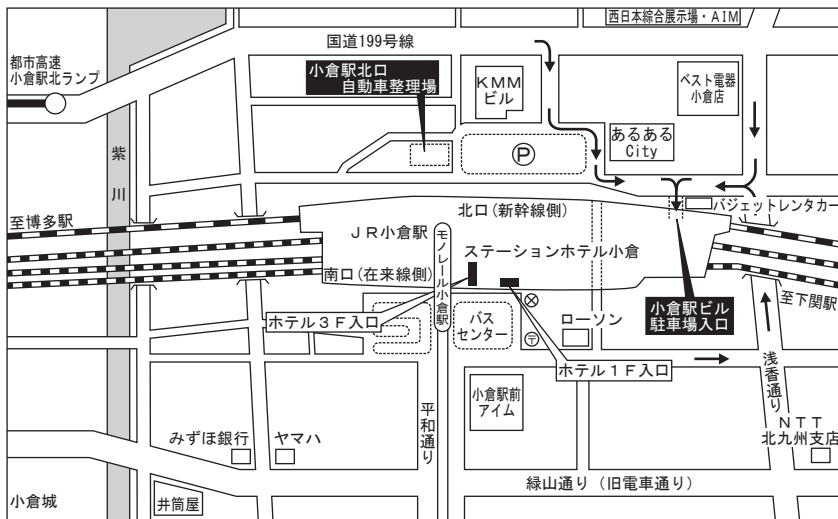 西日本綜合展示場・AIM
国道199号線
都市高速
小倉駅北ランプ
小倉駅北口
自動車整理場
KMM
ビル
ベスト電器
小倉店
あるある
City
紫川
P
バジェットレンタカー
至博多駅
北口(新幹線側)
JR小倉駅
モノレール小倉駅
ステーションホテル小倉
南口(在来線側)
小倉駅ビル
駐車場入口
至下関駅
ホテル3F入口
バス
センター
ローソン
〒
ホテル1F入口
浅香通り
小倉駅前
アイム
平和通り
みずほ銀行
ヤマハ
NTT
北九州支店
小倉城
井筒屋
緑山通り(旧電車通り)